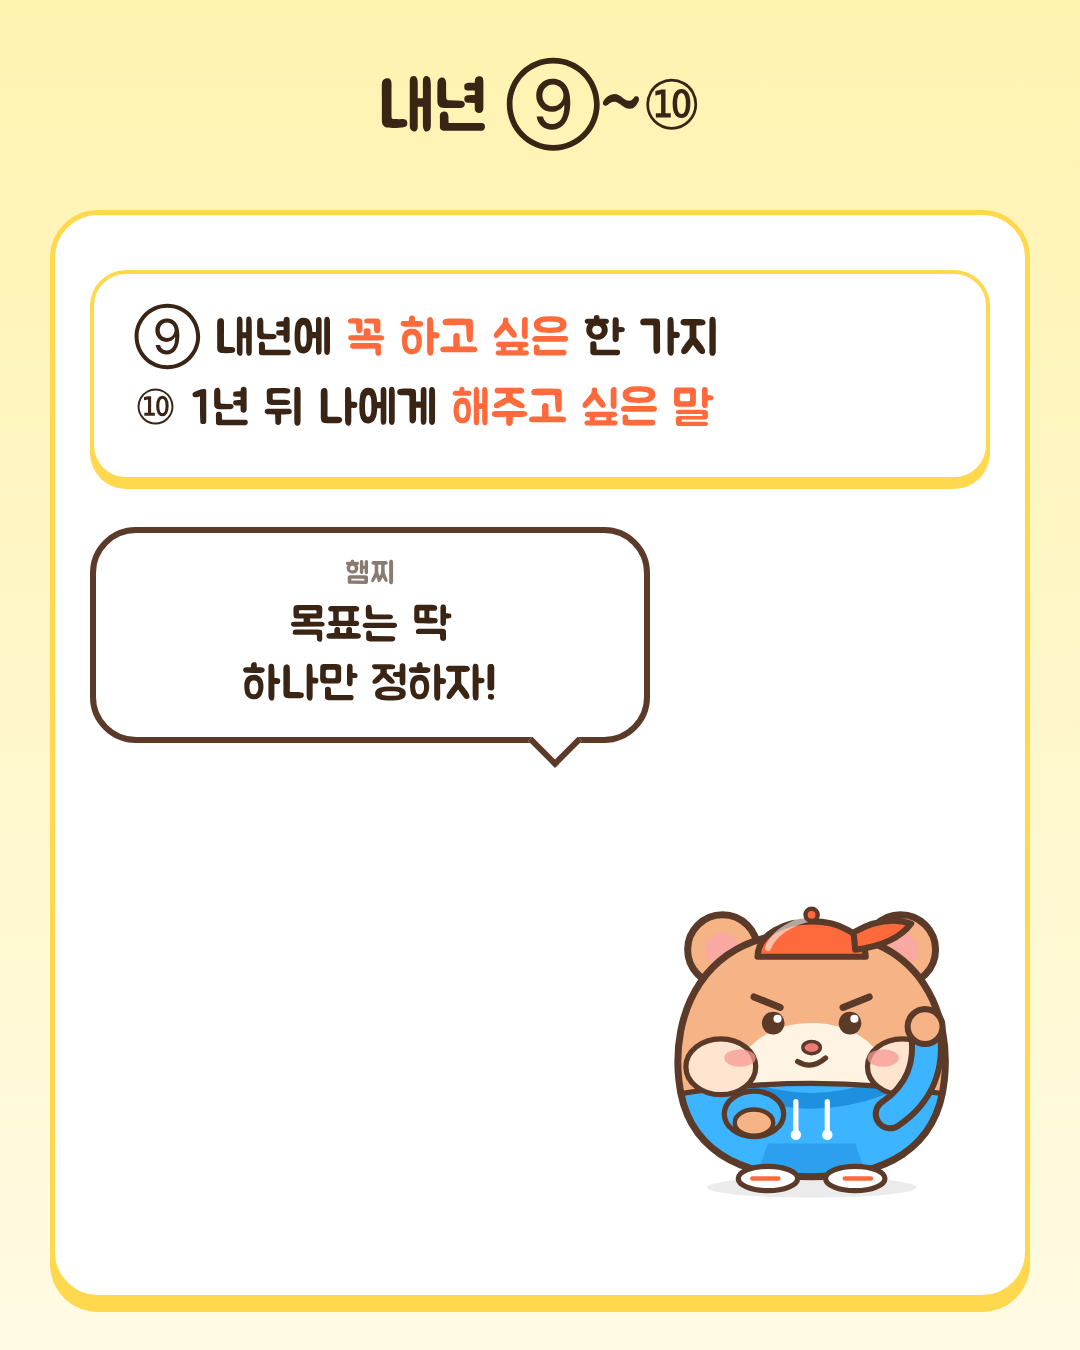 내년 ⑨~⑩
⑨ 내년에 꼭 하고 싶은 한 가지
⑩ 1년 뒤 나에게 해주고 싶은 말
햄찌
목표는 딱
하나만 정하자!